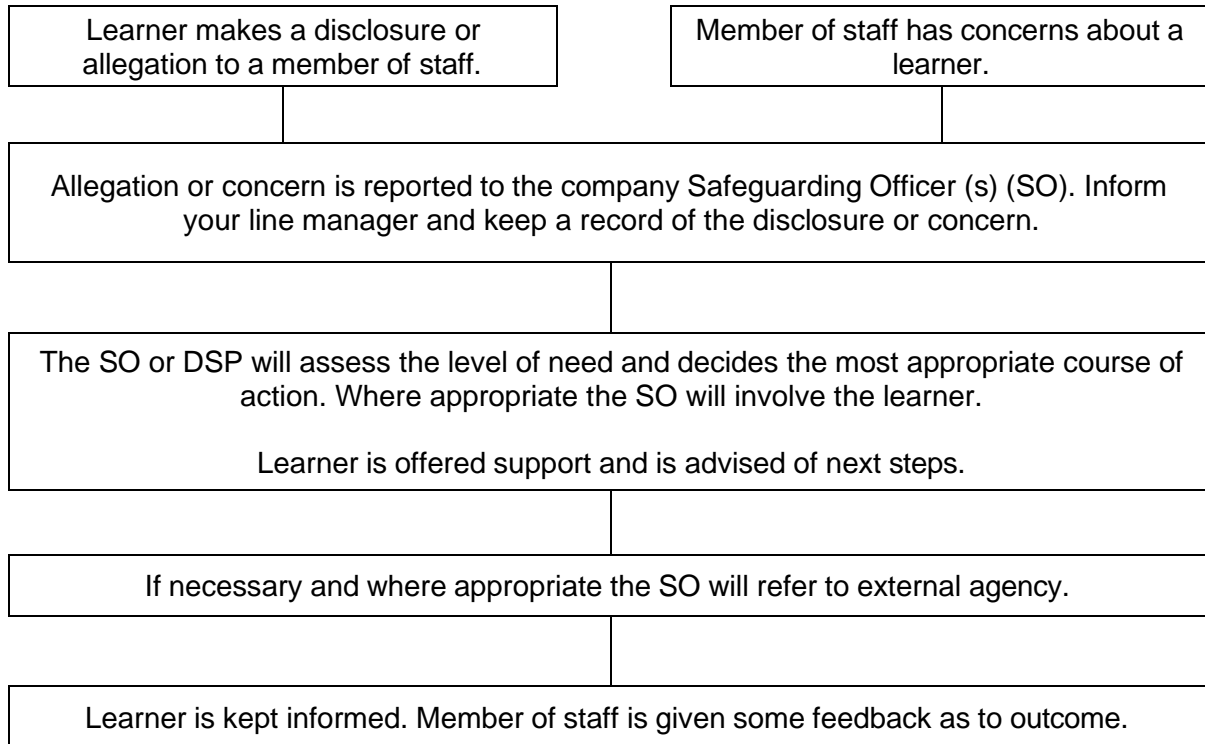 Learner makes a disclosure or
allegation to a member of staff.
Member of staff has concerns about a
learner.
Allegation or concern is reported to the company Safeguarding Officer (s) (SO). Inform
your line manager and keep a record of the disclosure or concern.
The SO or DSP will assess the level of need and decides the most appropriate course of
action. Where appropriate the SO will involve the learner.
Learner is offered support and is advised of next steps.
If necessary and where appropriate the SO will refer to external agency.
Learner is kept informed. Member of staff is given some feedback as to outcome.